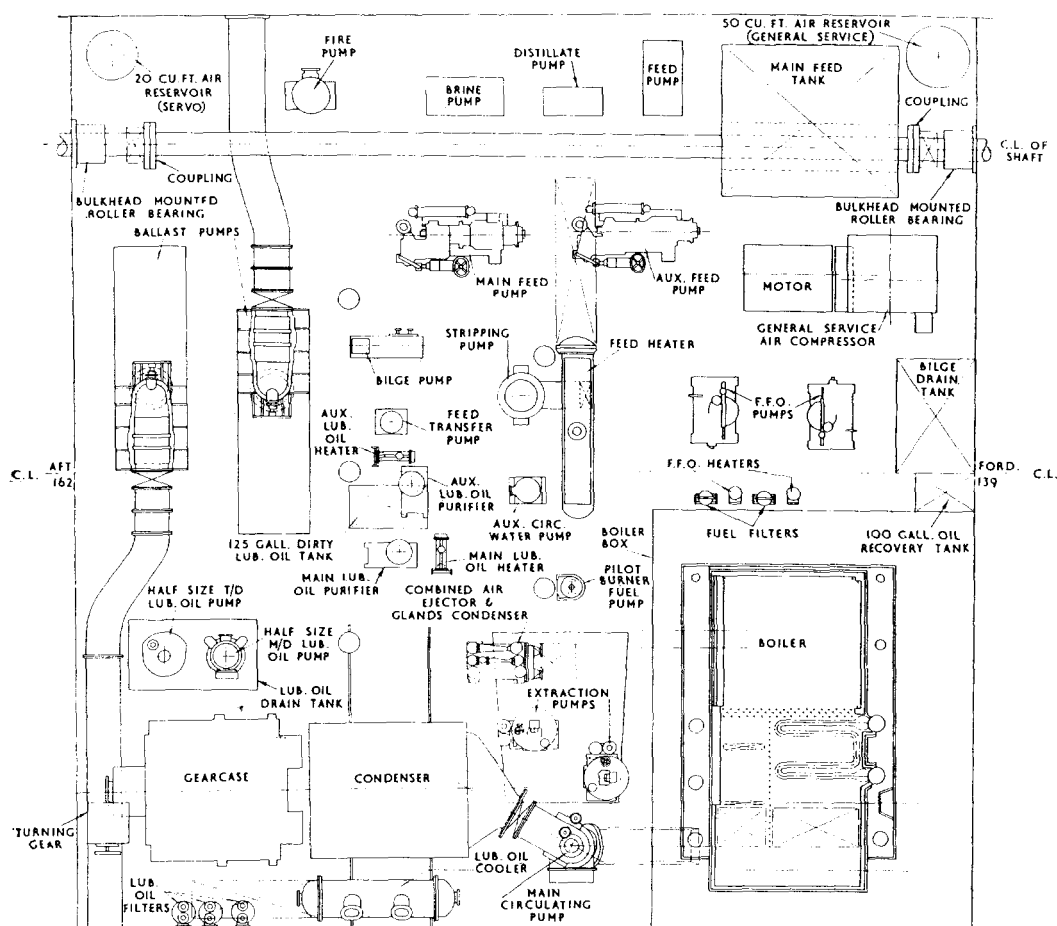 50 CU. FT. AIR RESERVOIR
(GENERAL SERVICE)
FIRE
PUMP
DISTILLATE
PUMP
FEED
PUMP
MAIN FEED
TANK
20 CU. FT. AIR
RESERVOIR
(SERVO)
BRINE
PUMP
COUPLING
C.L. OF
SHAFT
COUPLING
BULKHEAD MOUNTED
ROLLER BEARING
BULKHEAD MOUNTED
ROLLER BEARING
BALLAST PUMPS
MAIN FEED
PUMP
AUX. FEED
PUMP
MOTOR
GENERAL SERVICE
AIR COMPRESSOR
STRIPPING
PUMP
FEED HEATER
BILGE PUMP
BILGE
DRAIN
TANK
F.F.O.
PUMPS
AUX.
LUB.
OIL
HEATER
FEED
TRANSFER
PUMP
F.F.O. HEATERS
C.L.
AFT
162
FORD.
139
C.L.
AUX.
LUB. OIL
PURIFIER
AUX. CIRC.
WATER PUMP
FUEL FILTERS
100 GALL. OIL
RECOVERY TANK
125 GALL. DIRTY
LUB. OIL TANK
BOILER
BOX
MAIN LUB.
OIL PURIFIER
MAIN LUB.
OIL HEATER
PILOT
BURNER
FUEL
PUMP
HALF SIZE T/D
LUB. OIL PUMP
COMBINED AIR
EJECTOR &
GLANDS CONDENSER
HALF SIZE
M/D LUB.
OIL PUMP
BOILER
LUB. OIL
DRAIN TANK
EXTRACTION
PUMPS
GEARCASE
CONDENSER
TURNING
GEAR
LUB. OIL
COOLER
LUB.
OIL
FILTERS
MAIN
CIRCULATING
PUMP